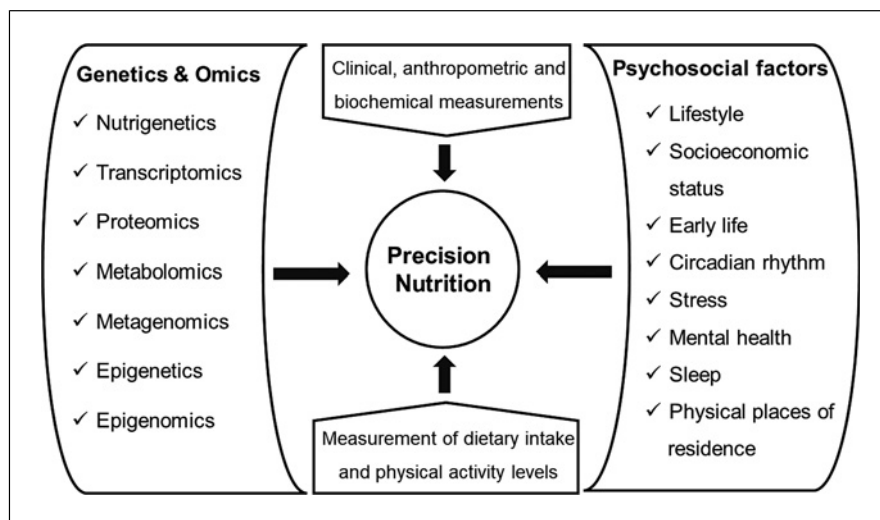 Genetics & Omics
✓ Nutrigenetics
✓ Transcriptomics
✓ Proteomics
✓ Metabolomics
✓ Metagenomics
✓ Epigenetics
✓ Epigenomics
Clinical, anthropometric and
biochemical measurements
Precision
Nutrition
Measurement of dietary intake
and physical activity levels
Psychosocial factors
✓ Lifestyle
✓ Socioeconomic
status
✓ Early life
✓ Circadian rhythm
✓ Stress
✓ Mental health
✓ Sleep
✓ Physical places of
residence